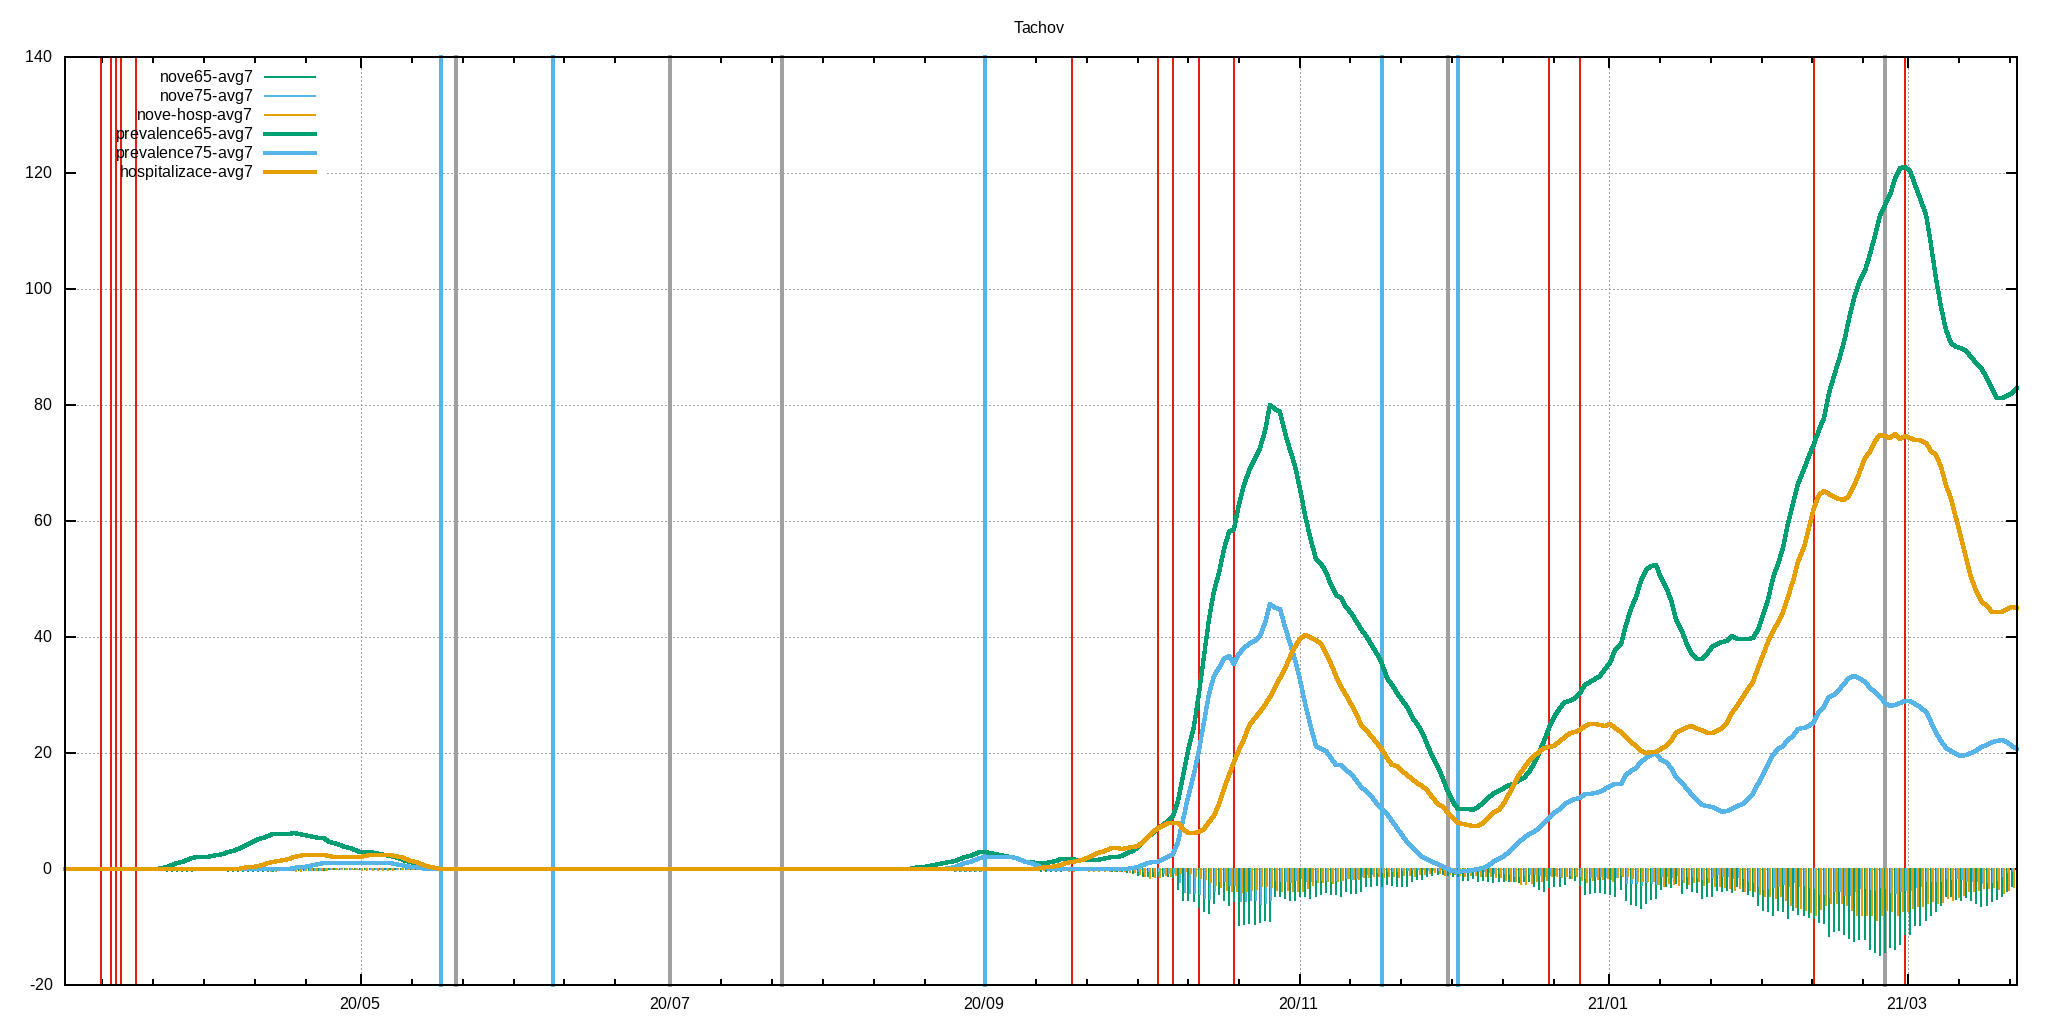 Tachov
140
120
100
80
60
40
20
0
-20
nove65-avg7
nove75-avg7
nove-hosp-avg7
prevalence65-avg7
prevalence75-avg7
hospitalizace-avg7
20/05 20/07 20/09 20/11 21/01 21/03